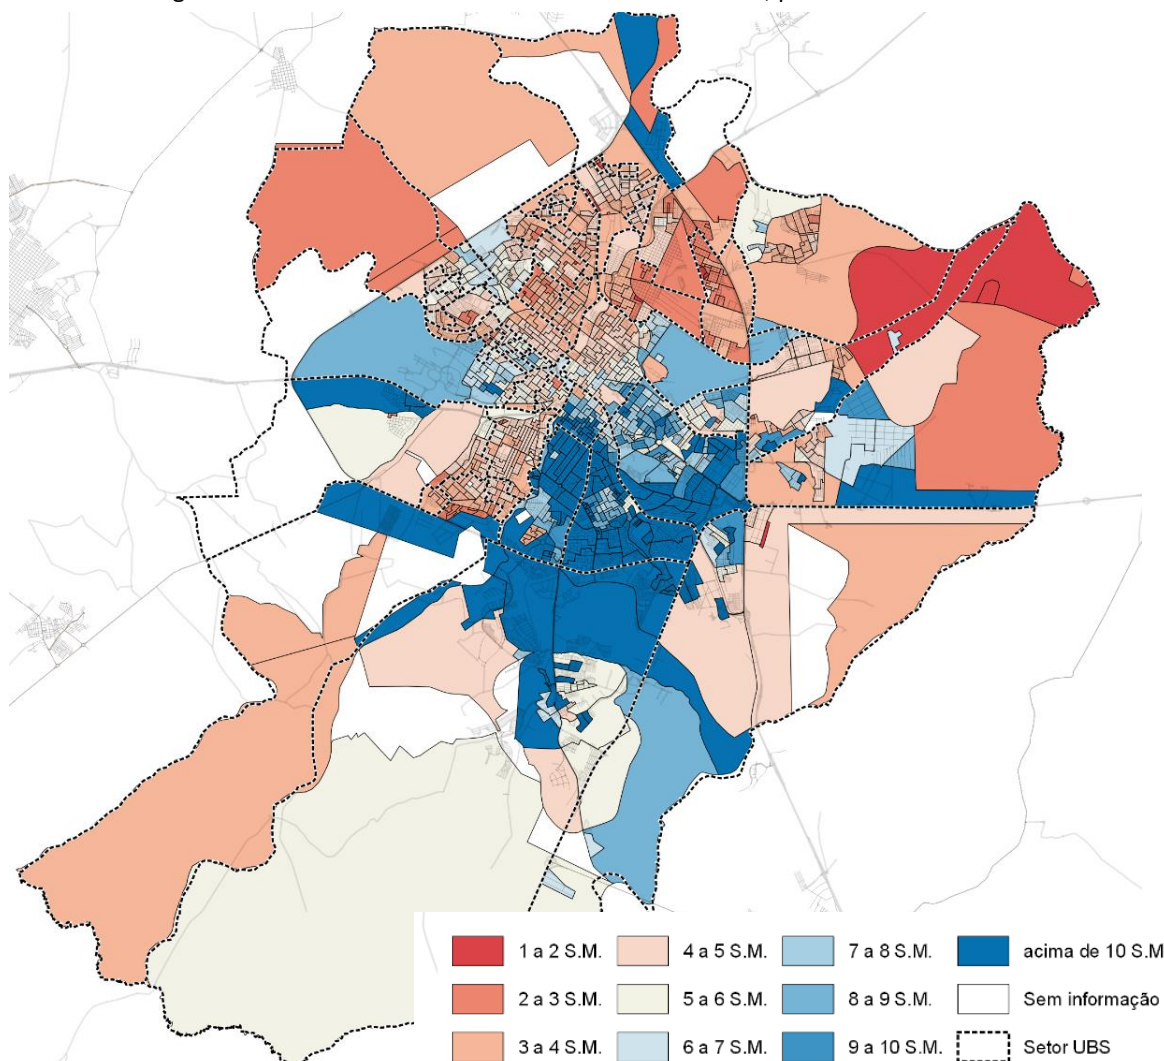 1 a 2 S.M.
2 a 3 S.M.
3 a 4 S.M.
4 a 5 S.M.
5 a 6 S.M.
6 a 7 S.M.
7 a 8 S.M.
8 a 9 S.M.
9 a 10 S.M.
acima de 10 S.M
Sem informação
Setor UBS